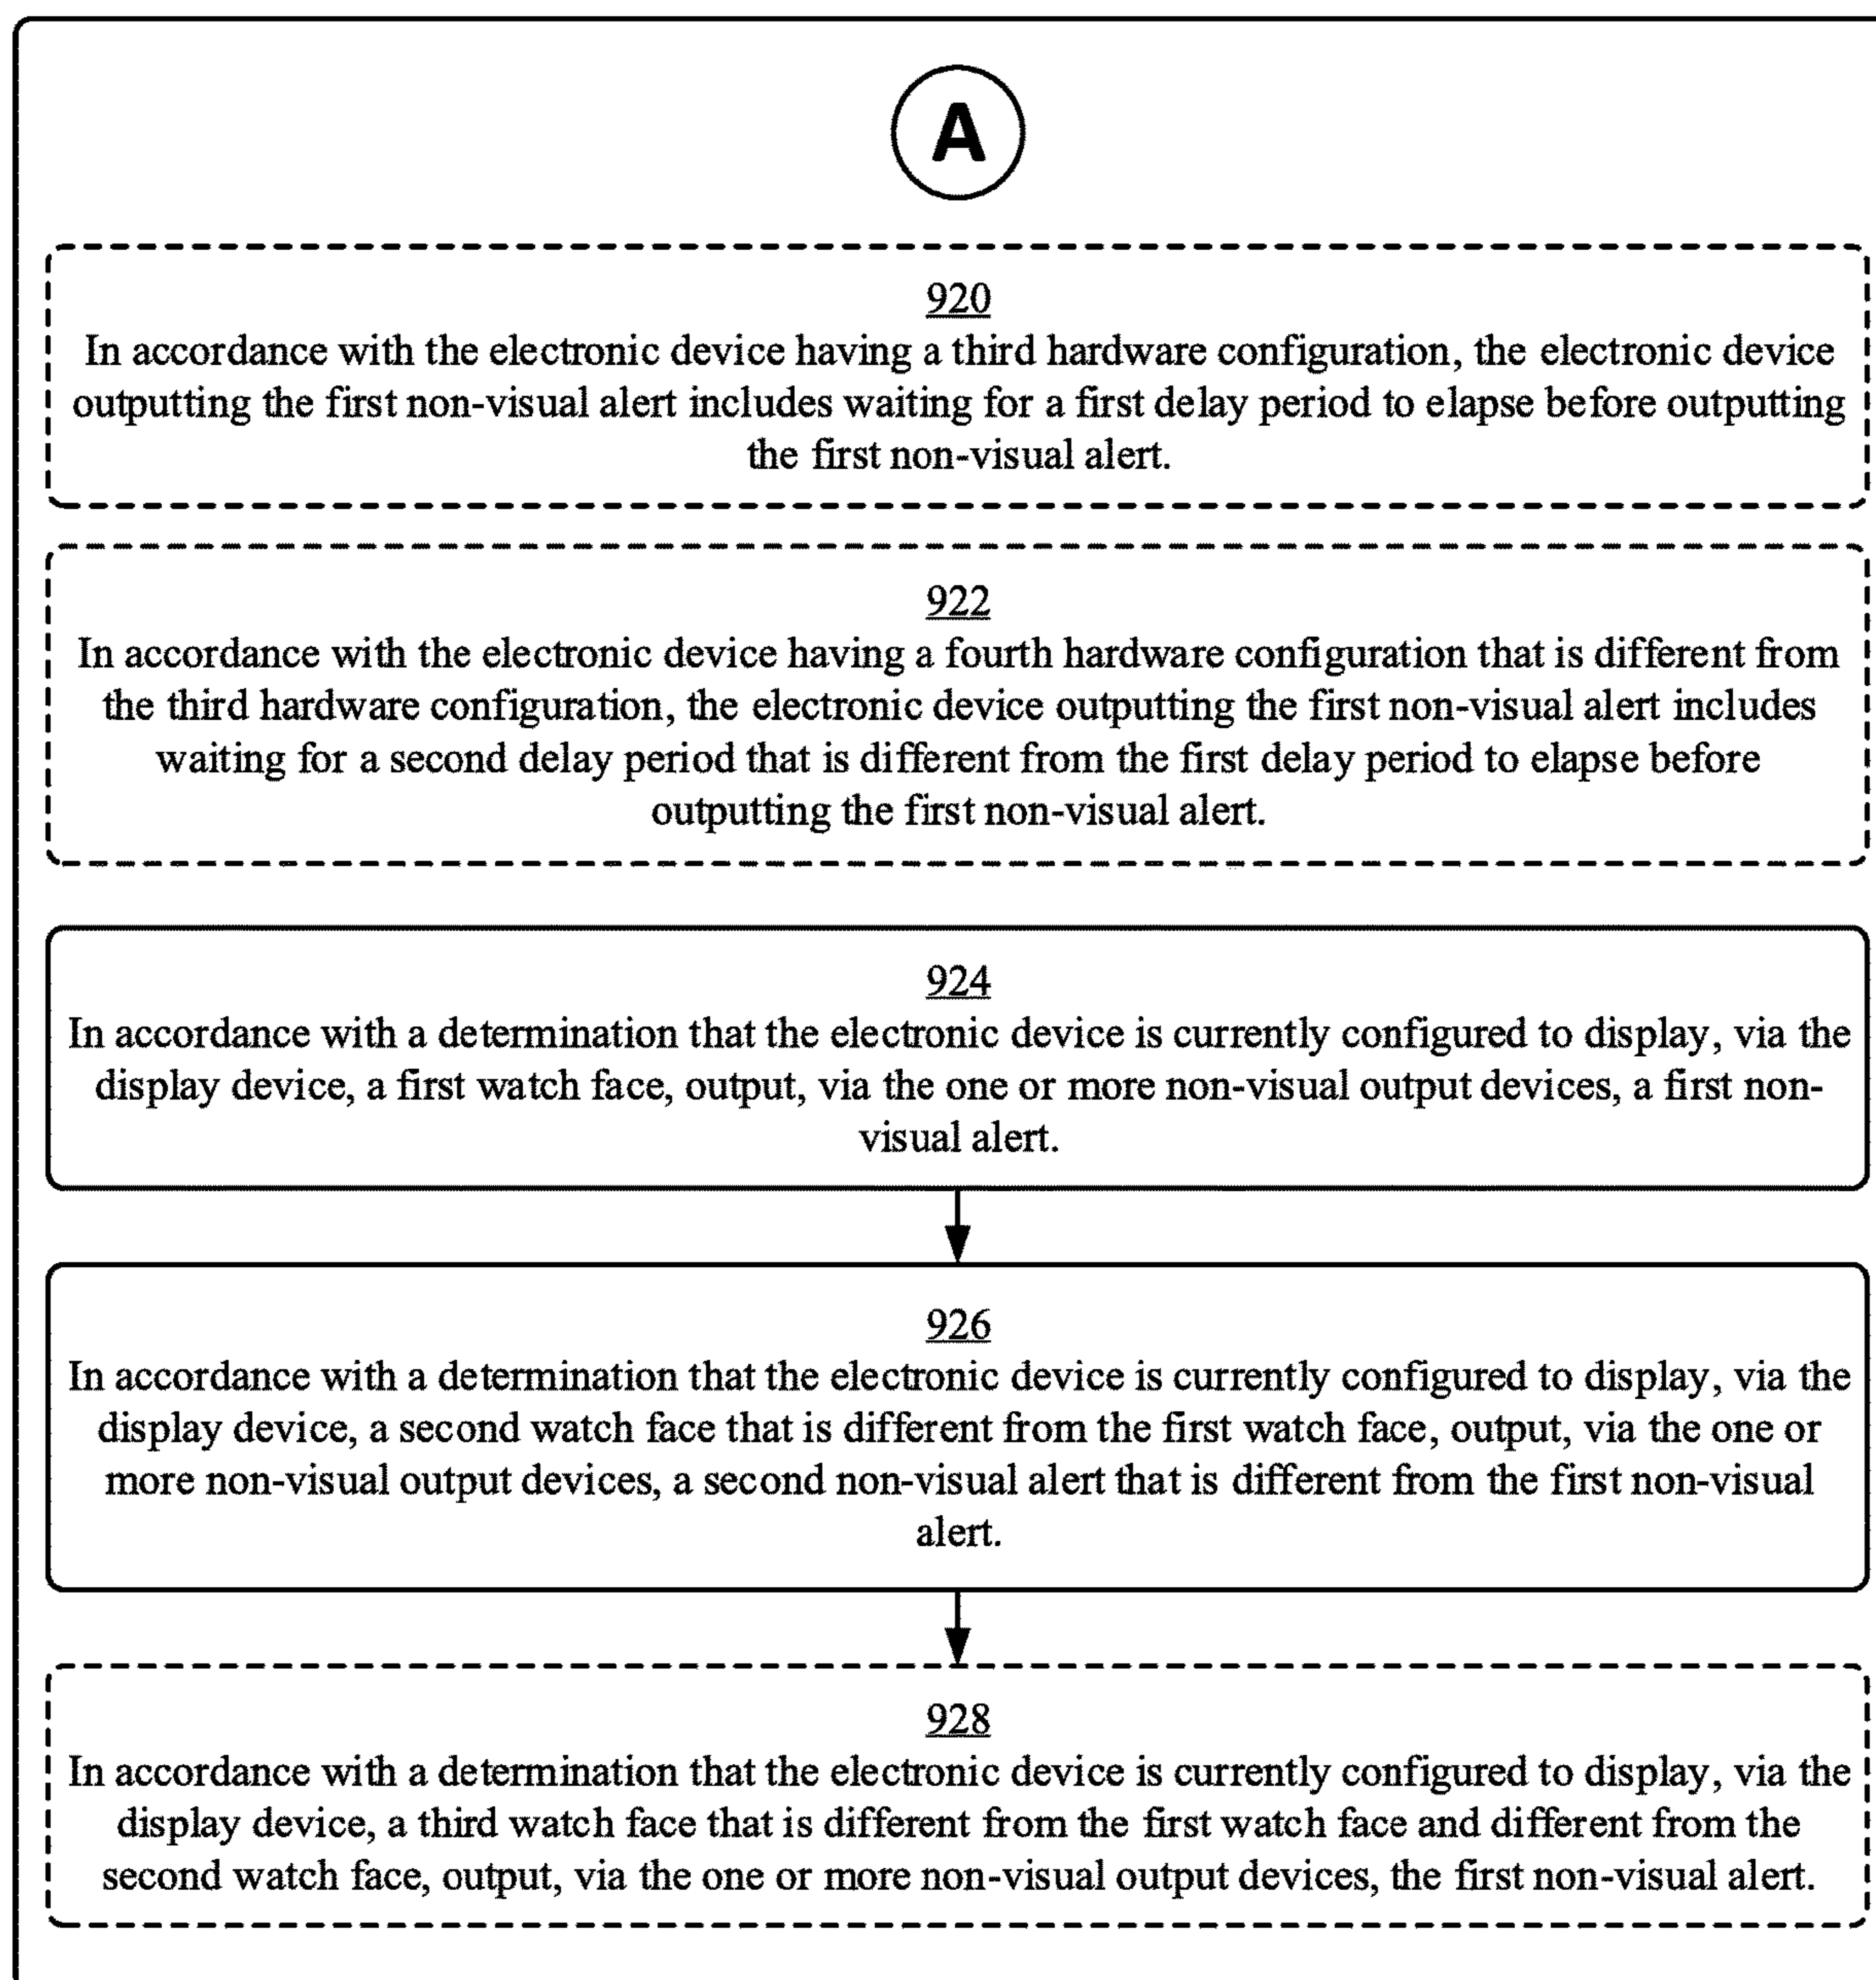 A
920
In accordance with the electronic device having a third hardware configuration, the electronic device
outputting the first non-visual alert includes waiting for a first delay period to elapse before outputting
the first non-visual alert.
922
In accordance with the electronic device having a fourth hardware configuration that is different from
the third hardware configuration, the electronic device outputting the first non-visual alert includes
waiting for a second delay period that is different from the first delay period to elapse before
outputting the first non-visual alert.
924
In accordance with a determination that the electronic device is currently configured to display, via the
display device, a first watch face, output, via the one or more non-visual output devices, a first non-
visual alert.
926
In accordance with a determination that the electronic device is currently configured to display, via the
display device, a second watch face that is different from the first watch face, output, via the one or
more non-visual output devices, a second non-visual alert that is different from the first non-visual
alert.
928
In accordance with a determination that the electronic device is currently configured to display, via the
display device, a third watch face that is different from the first watch face and different from the
second watch face, output, via the one or more non-visual output devices, the first non-visual alert.